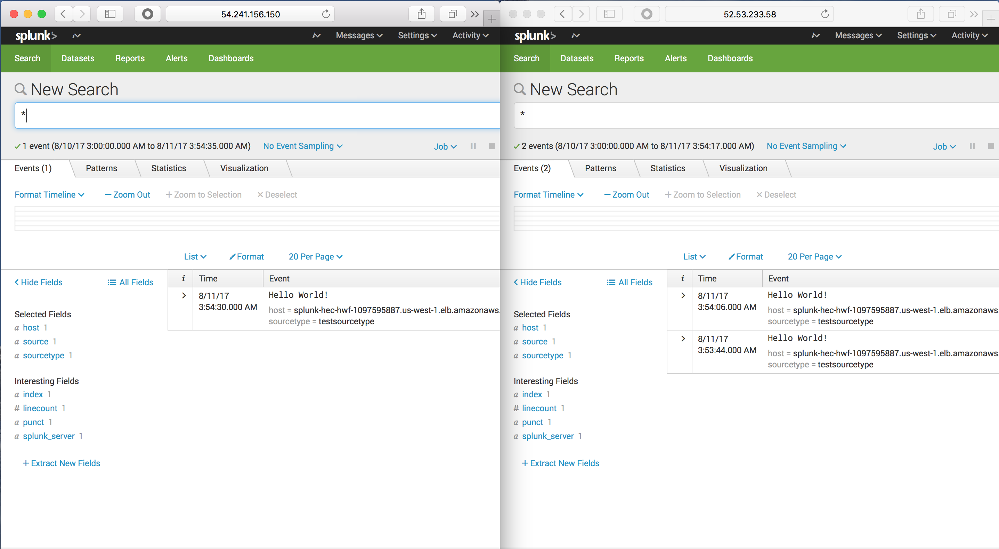 54.241.156.150
splunk>
Messages Settings Activity
Search Datasets Reports Alerts Dashboards
New Search
*
1 event (8/10/17 3:00:00.000 AM to 8/11/17 3:54:35.000 AM) No Event Sampling Job
Events (1) Patterns Statistics Visualization
Format Timeline — Zoom Out + Zoom to Selection × Deselect
List Format 20 Per Page
< Hide Fields All Fields
i Time Event
> 8/11/17 Hello World!
3:54:30.000 AM
host = splunk-hec-hwf-1097595887.us-west-1.elb.amazonaws.
sourcetype = testsourcetype
Selected Fields
a host 1
a source 1
a sourcetype 1
Interesting Fields
a index 1
# linecount 1
a punct 1
a splunk_server 1
+ Extract New Fields
52.53.233.58
splunk>
Messages Settings Activity
Search Datasets Reports Alerts Dashboards
New Search
*
2 events (8/10/17 3:00:00.000 AM to 8/11/17 3:54:17.000 AM) No Event Sampling Job
Events (2) Patterns Statistics Visualization
Format Timeline — Zoom Out + Zoom to Selection × Deselect
List Format 20 Per Page
< Hide Fields All Fields
i Time Event
> 8/11/17 Hello World!
3:54:06.000 AM
host = splunk-hec-hwf-1097595887.us-west-1.elb.amazonaws.
sourcetype = testsourcetype
> 8/11/17 Hello World!
3:53:44.000 AM
host = splunk-hec-hwf-1097595887.us-west-1.elb.amazonaws.
sourcetype = testsourcetype
Selected Fields
a host 1
a source 1
a sourcetype 1
Interesting Fields
a index 1
# linecount 1
a punct 1
a splunk_server 1
+ Extract New Fields